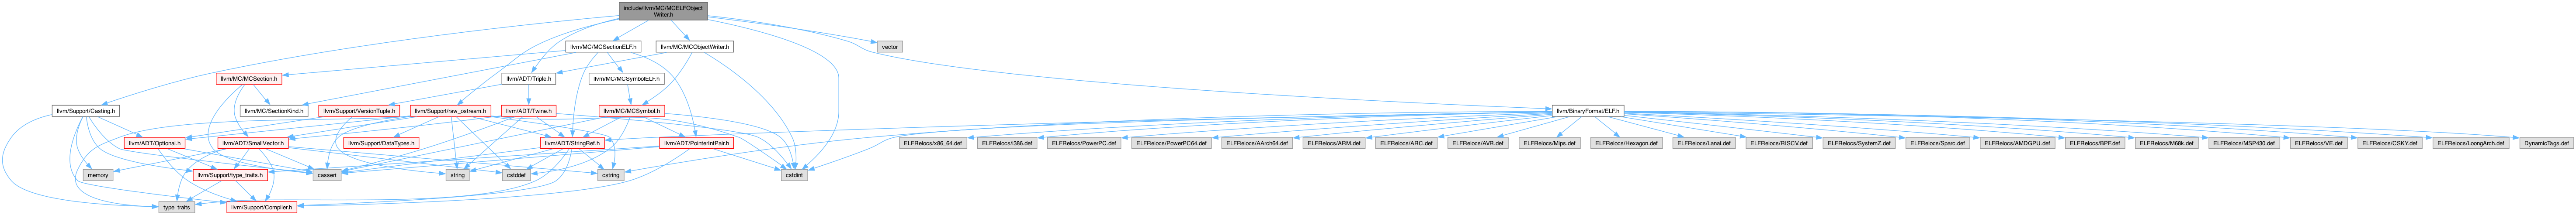 include/llvm/MC/MCELFObject
Writer.h
llvm/MC/MCSectionELF.h
llvm/MC/MCObjectWriter.h
vector
llvm/MC/MCSection.h
llvm/ADT/Triple.h
llvm/MC/MCSymbolELF.h
llvm/Support/Casting.h
llvm/MC/SectionKind.h
llvm/Support/VersionTuple.h
llvm/Support/raw_ostream.h
llvm/ADT/Twine.h
llvm/MC/MCSymbol.h
llvm/BinaryFormat/ELF.h
llvm/ADT/Optional.h
llvm/ADT/SmallVector.h
llvm/Support/DataTypes.h
llvm/ADT/StringRef.h
llvm/ADT/PointerIntPair.h
ELFRelocs/x86_64.def
ELFRelocs/i386.def
ELFRelocs/PowerPC.def
ELFRelocs/PowerPC64.def
ELFRelocs/AArch64.def
ELFRelocs/ARM.def
ELFRelocs/ARC.def
ELFRelocs/AVR.def
ELFRelocs/Mips.def
ELFRelocs/Hexagon.def
ELFRelocs/Lanai.def
ELFRelocs/RISCV.def
ELFRelocs/SystemZ.def
ELFRelocs/Sparc.def
ELFRelocs/AMDGPU.def
ELFRelocs/BPF.def
ELFRelocs/M68k.def
ELFRelocs/MSP430.def
ELFRelocs/VE.def
ELFRelocs/CSKY.def
ELFRelocs/LoongArch.def
DynamicTags.def
memory
llvm/Support/type_traits.h
cassert
string
cstddef
cstring
cstdint
type_traits
llvm/Support/Compiler.h